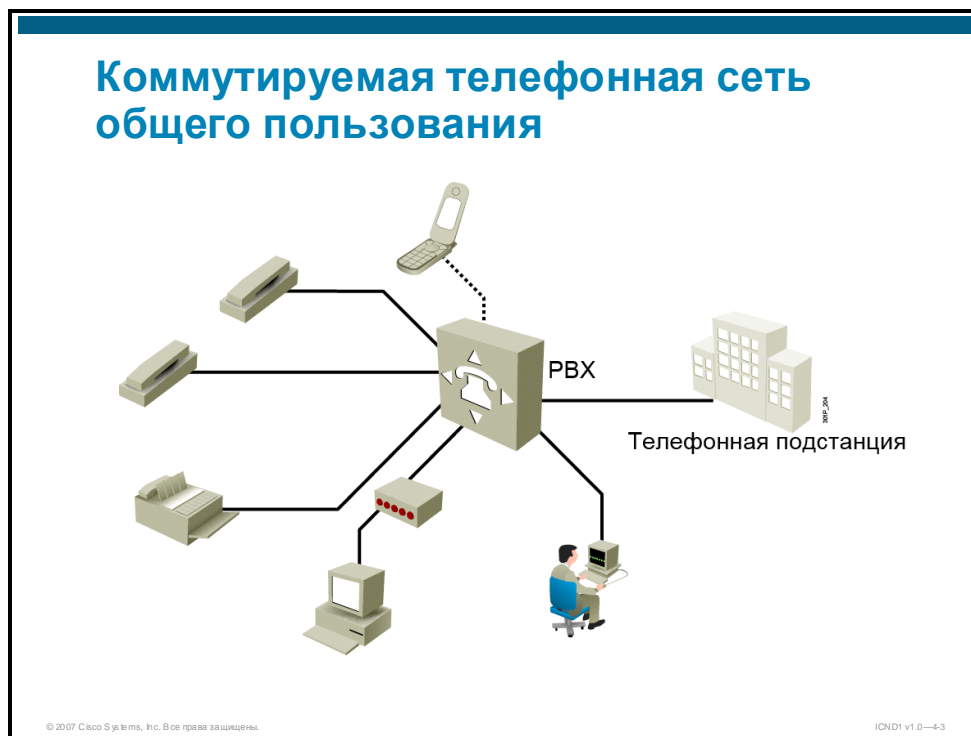 Коммутируемая телефонная сеть
общего пользования
PBX
301P_204
Телефонная подстанция
© 2007 Cisco Systems, Inc. Все права защищены.
ICND1 v1.0—4-3